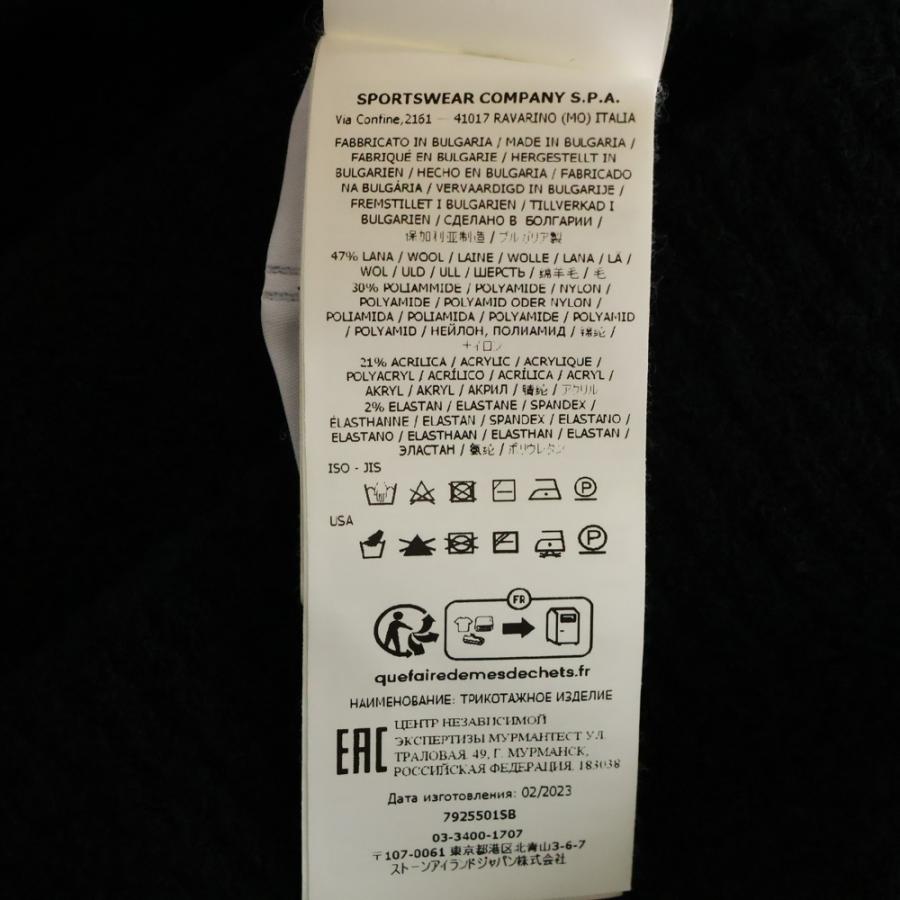 SPORTSWEAR COMPANY S.P.A.
Via Confine,2161 — 41017 RAVARINO (MO) ITALIA
FABBRICATO IN BULGARIA / MADE IN BULGARIA /
FABRIQUÉ EN BULGARIE / HERGESTELLT IN
BULGARIEN / HECHO EN BULGARIA / FABRICADO
NA BULGÁRIA / VERVAARDIGD IN BULGARIJE /
FREMSTILLET I BULGARIEN / TILLVERKAD I
BULGARIEN / СДЕЛАНО В БОЛГАРИИ /
保加利亚制造 / ブルガリア製
47% LANA / WOOL / LAINE / WOLLE / LANA / LÃ /
WOL / ULD / ULL / ШЕРСТЬ / 绵羊毛 / 毛
30% POLIAMMIDE / POLYAMIDE / NYLON /
POLYAMIDE / POLYAMID ODER NYLON /
POLIAMIDA / POLIAMIDA / POLYAMIDE / POLYAMID
/ POLYAMID / НЕЙЛОН, ПОЛИАМИД / 锦纶 /
ナイロン
21% ACRILICA / ACRYLIC / ACRYLIQUE /
POLYACRYL / ACRÍLICO / ACRÍLICA / ACRYL /
AKRYL / AKRYL / АКРИЛ / 腈纶 / アクリル
2% ELASTAN / ELASTANE / SPANDEX /
ÉLASTHANNE / ELASTAN / SPANDEX / ELASTANO /
ELASTANO / ELASTHAAN / ELASTHAN / ELASTAN /
ЭЛАСТАН / 氨纶 / ポリウレタン
ISO - JIS
P
USA
P
FR
quefairedemesdechets.fr
НАИМЕНОВАНИЕ: ТРИКОТАЖНОЕ ИЗДЕЛИЕ
EAC
ЦЕНТР НЕЗАВИСИМОЙ
ЭКСПЕРТИЗЫ МУРМАНТЕСТ УЛ.
ТРАЛОВАЯ. 49, Г. МУРМАНСК,
РОССИЙСКАЯ ФЕДЕРАЦИЯ. 183038
Дата изготовления: 02/2023
7925501SB
03-3400-1707
〒107-0061 東京都港区北青山3-6-7
ストーンアイランドジャパン株式会社